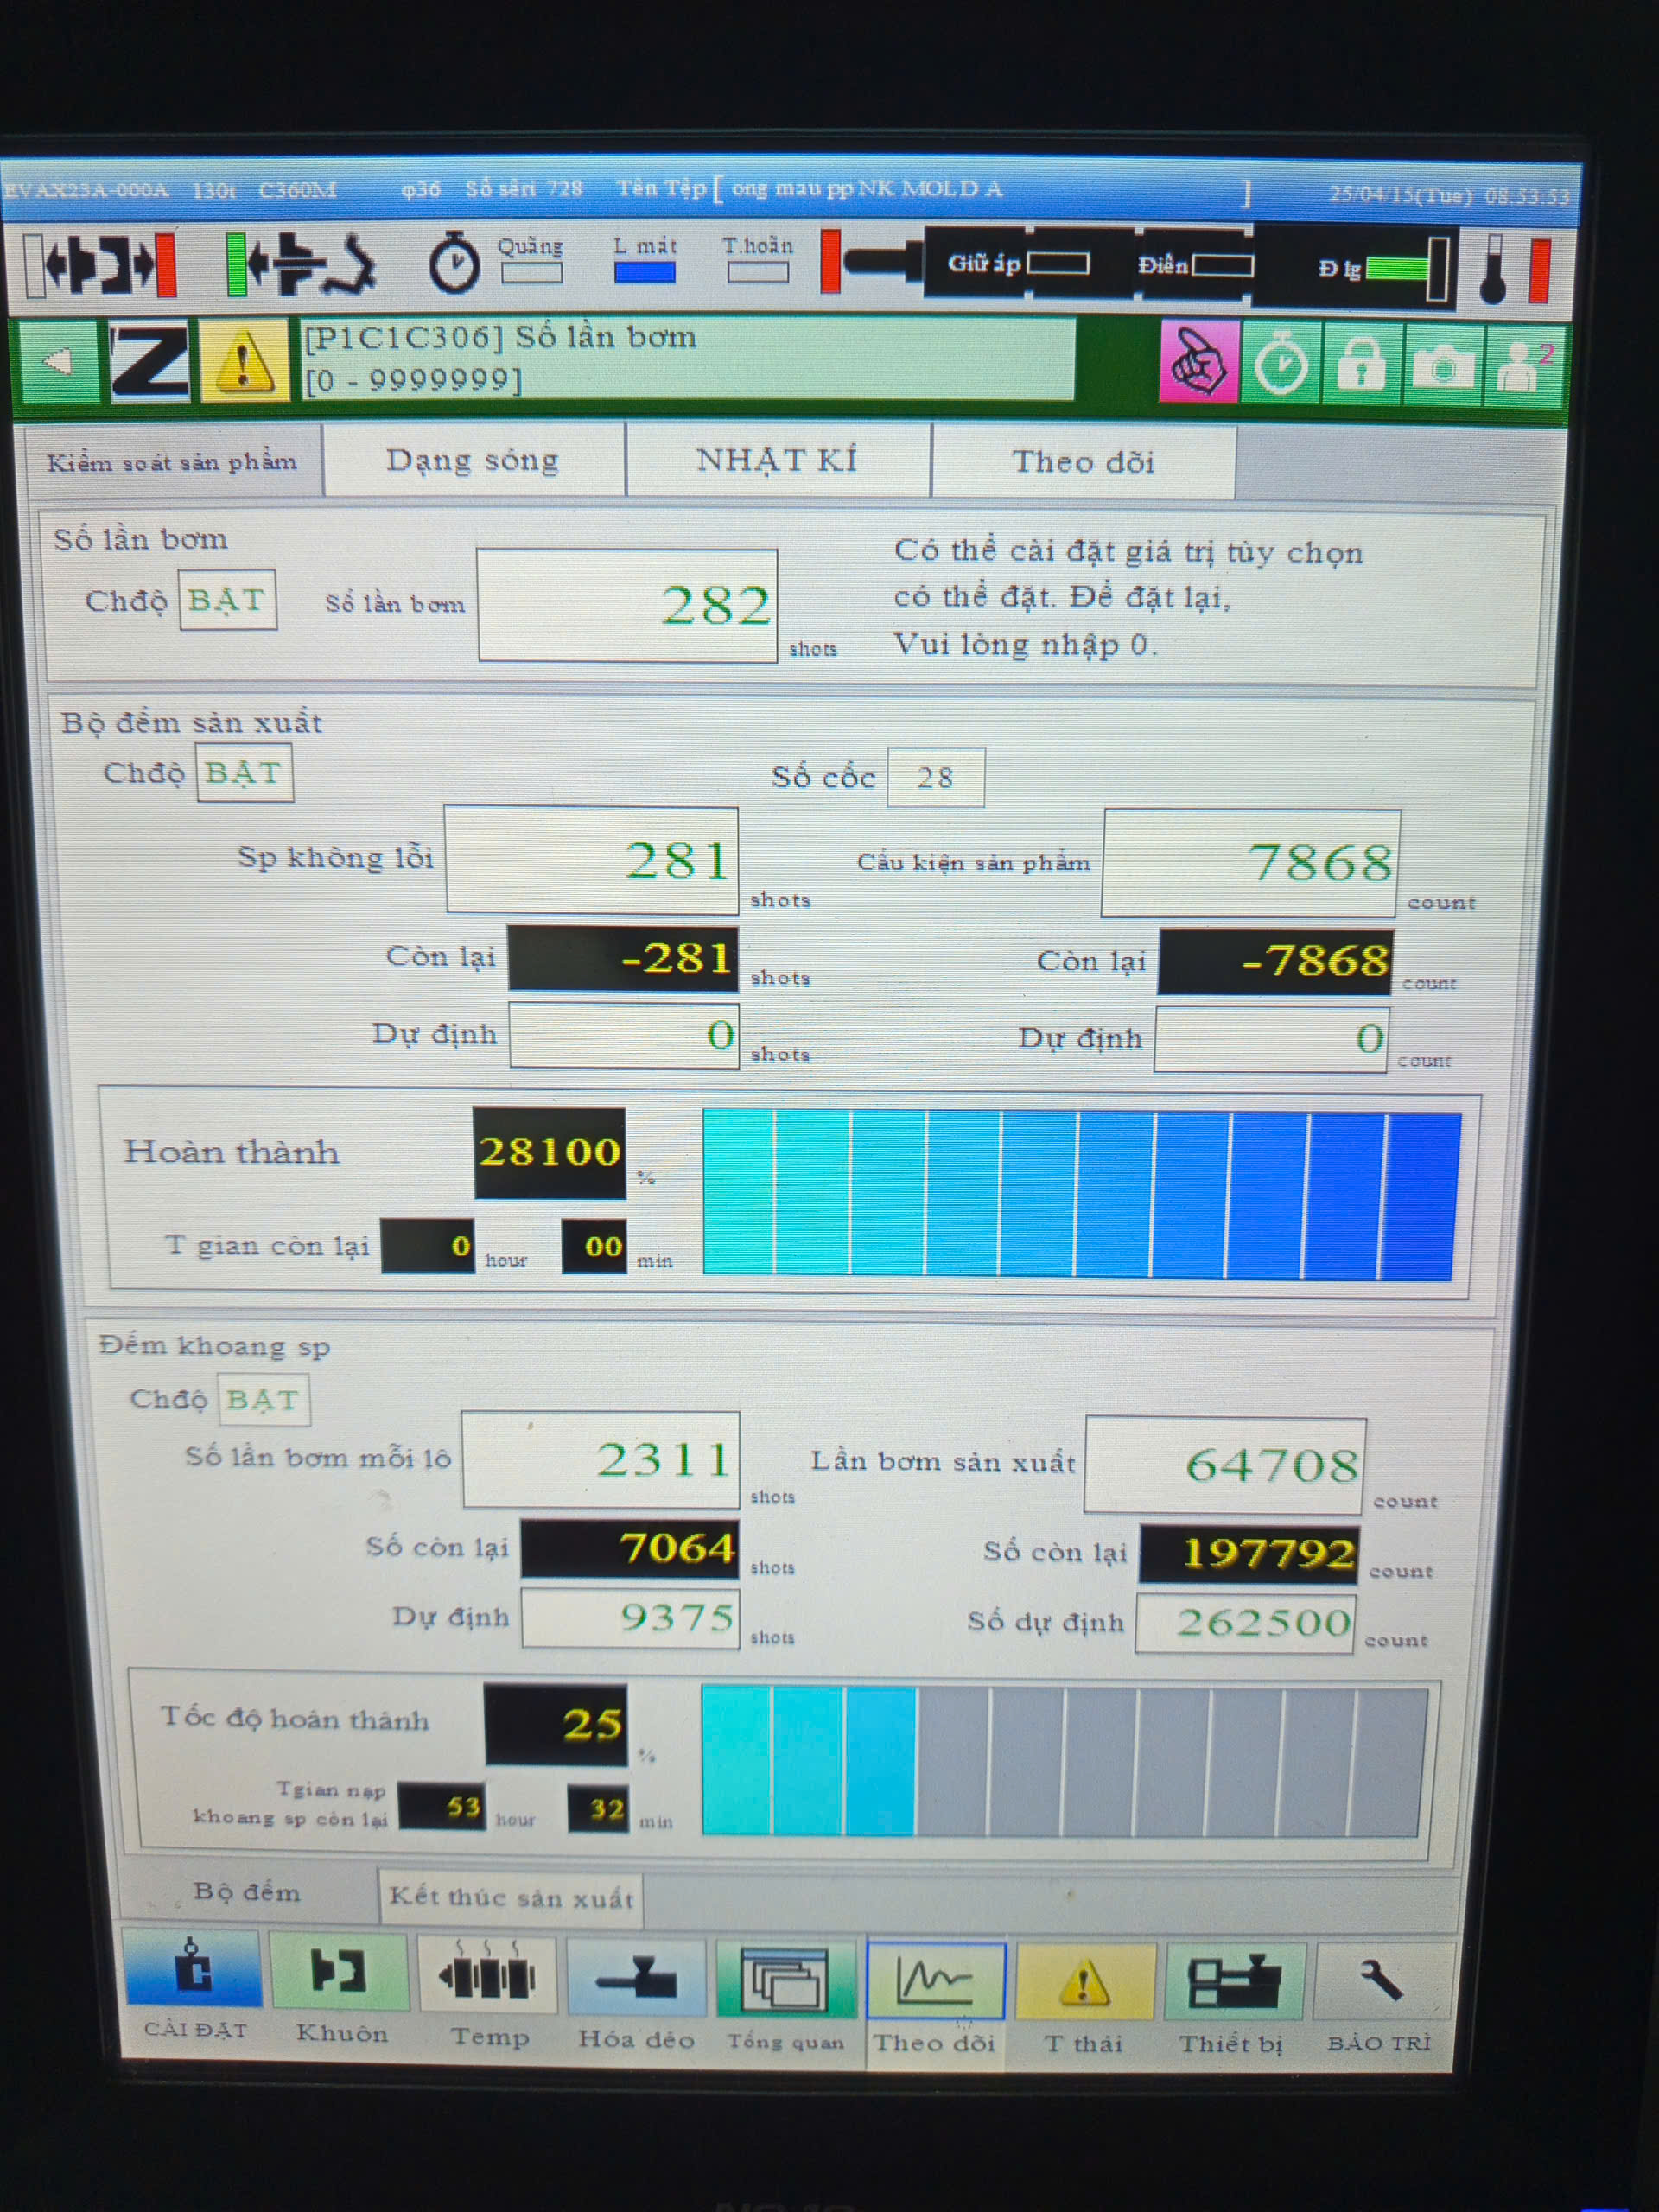 EVAX23A-000A 130t C360M φ36 Số sêri 728 Tên Tệp [ ong mau pp NK MOLD A ] 25/04/15(Tue) 08:53:53
Quãng L mát T.hoãn
Giữ áp Điền Đ lg
[P1C1C306] Số lần bơm
[0 - 9999999]
2
Kiểm soát sản phẩm Dạng sóng NHẬT KÍ Theo dõi
Số lần bơm
Chđộ BẬT Số lần bơm 282 shots
Có thể cài đặt giá trị tùy chọn
có thể đặt. Để đặt lại,
Vui lòng nhập 0.
Bộ đếm sản xuất
Chđộ BẬT Số cốc 28
Sp không lỗi 281 shots Cấu kiện sản phẩm 7868 count
Còn lại -281 shots Còn lại -7868 count
Dự định 0 shots Dự định 0 count
Hoàn thành 28100 %
T gian còn lại 0 hour 00 min
Đếm khoang sp
Chđộ BẬT
Số lần bơm mỗi lô 2311 shots Lần bơm sản xuất 64708 count
Số còn lại 7064 shots Số còn lại 197792 count
Dự định 9375 shots Số dự định 262500 count
Tốc độ hoàn thành 25 %
Tgian nạp
khoang sp còn lại 53 hour 32 min
Bộ đếm Kết thúc sản xuất
CÀI ĐẶT Khuôn Temp Hóa dẻo Tổng quan Theo dõi T thái Thiết bị BẢO TRÌ